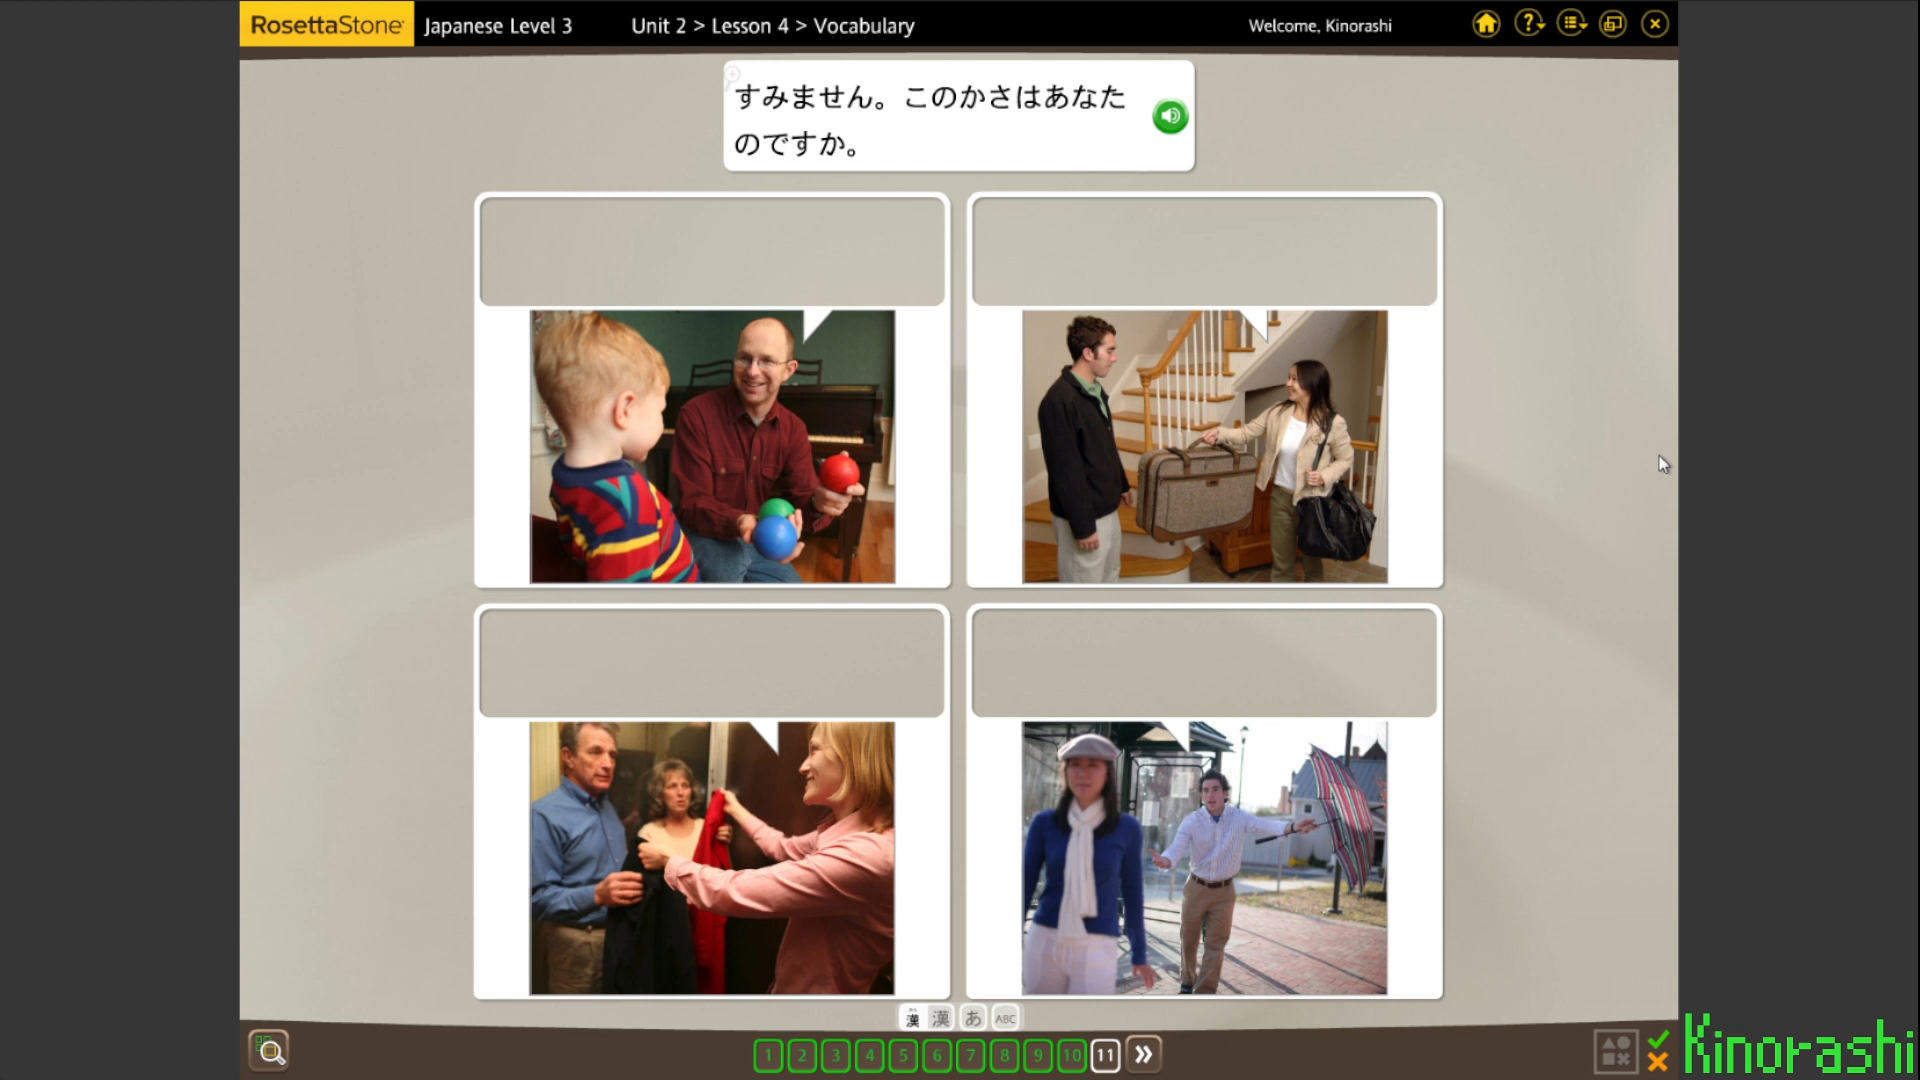 RosettaStone Japanese Level 3 Unit 2 > Lesson 4 > Vocabulary Welcome, Kinorashi
すみません。このかさはあなた
のですか。
漢 漢 あ ABC
1 2 3 4 5 6 7 8 9 10 11
Kinorashi